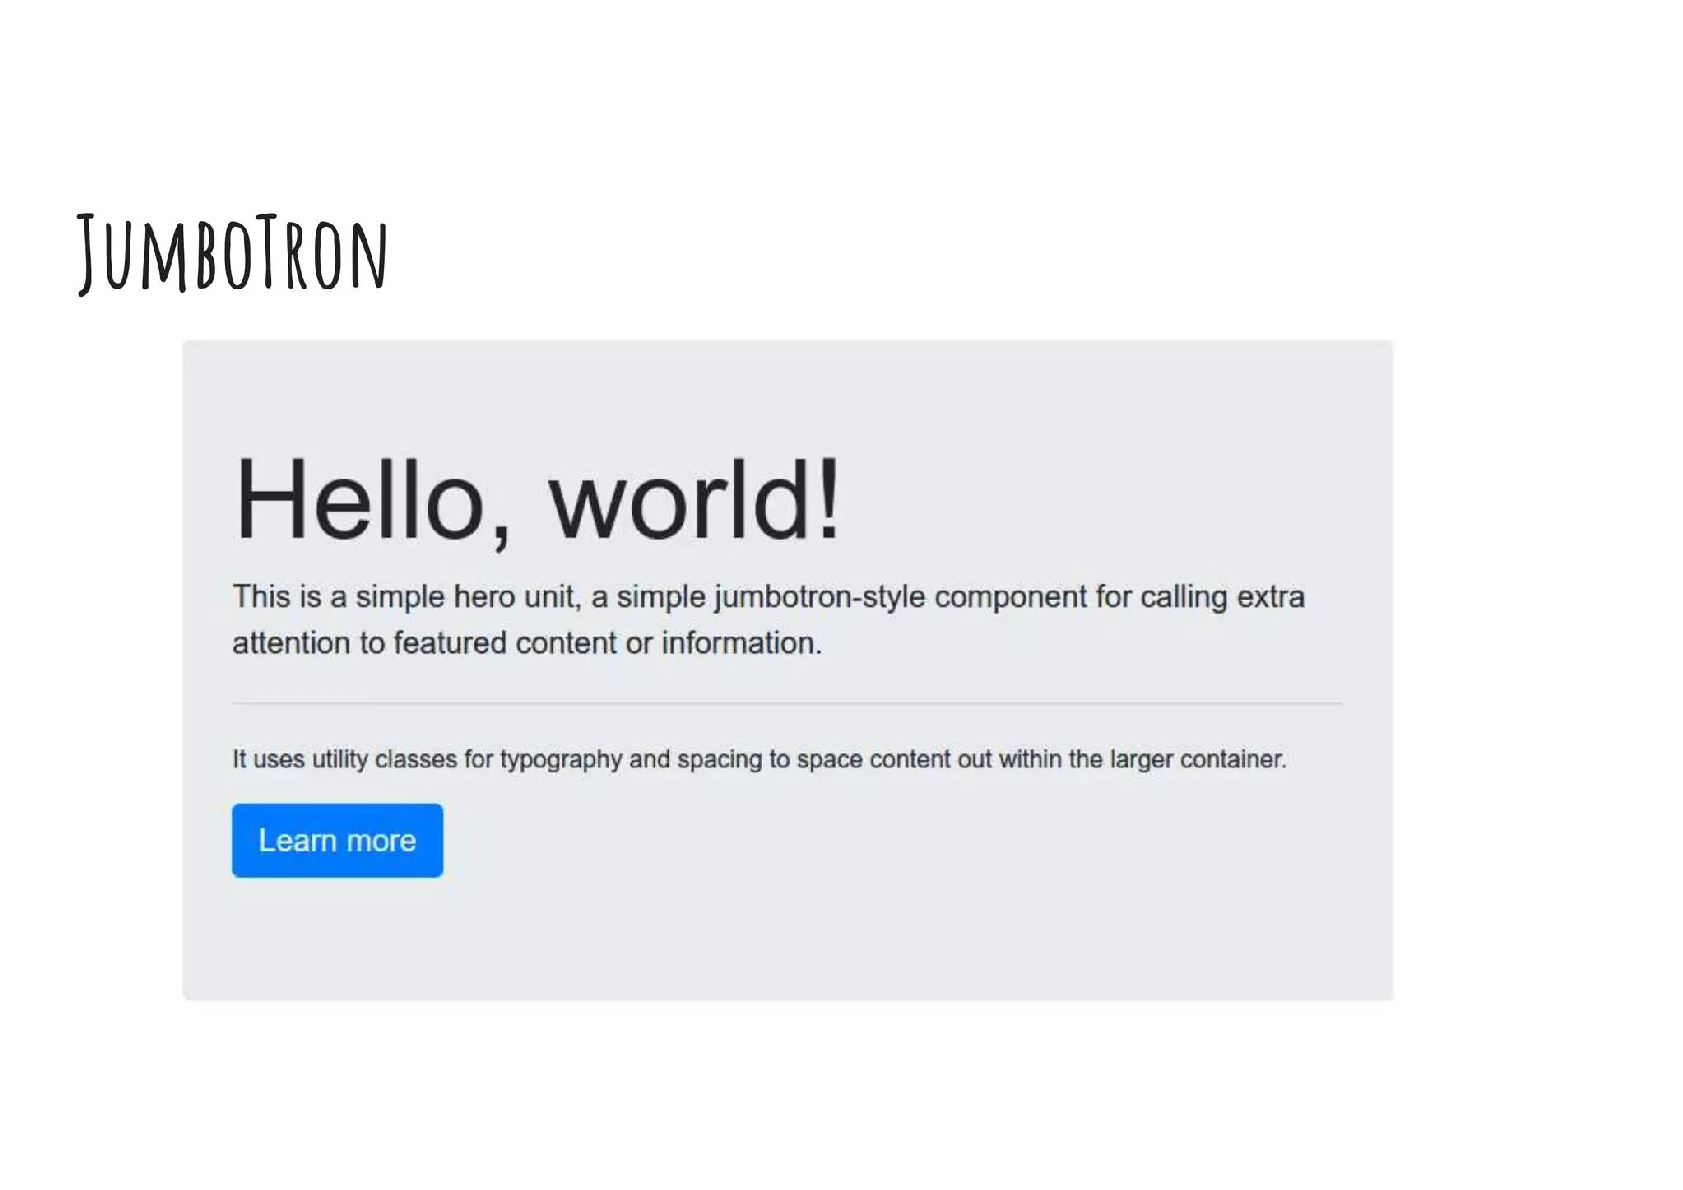 JumboTron
Hello, world!
This is a simple hero unit, a simple jumbotron-style component for calling extra
attention to featured content or information.
It uses utility classes for typography and spacing to space content out within the larger container.
Learn more